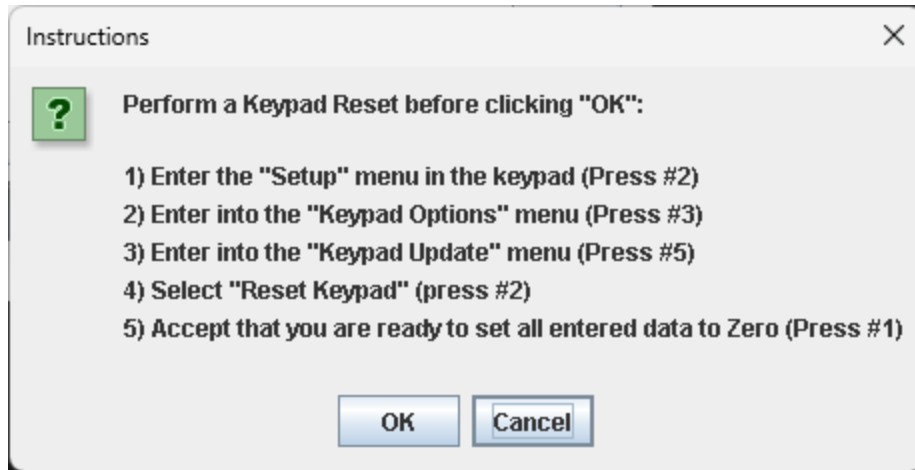 Instructions
?
Perform a Keypad Reset before clicking "OK":
1) Enter the "Setup" menu in the keypad (Press #2)
2) Enter into the "Keypad Options" menu (Press #3)
3) Enter into the "Keypad Update" menu (Press #5)
4) Select "Reset Keypad" (press #2)
5) Accept that you are ready to set all entered data to Zero (Press #1)
OK
Cancel